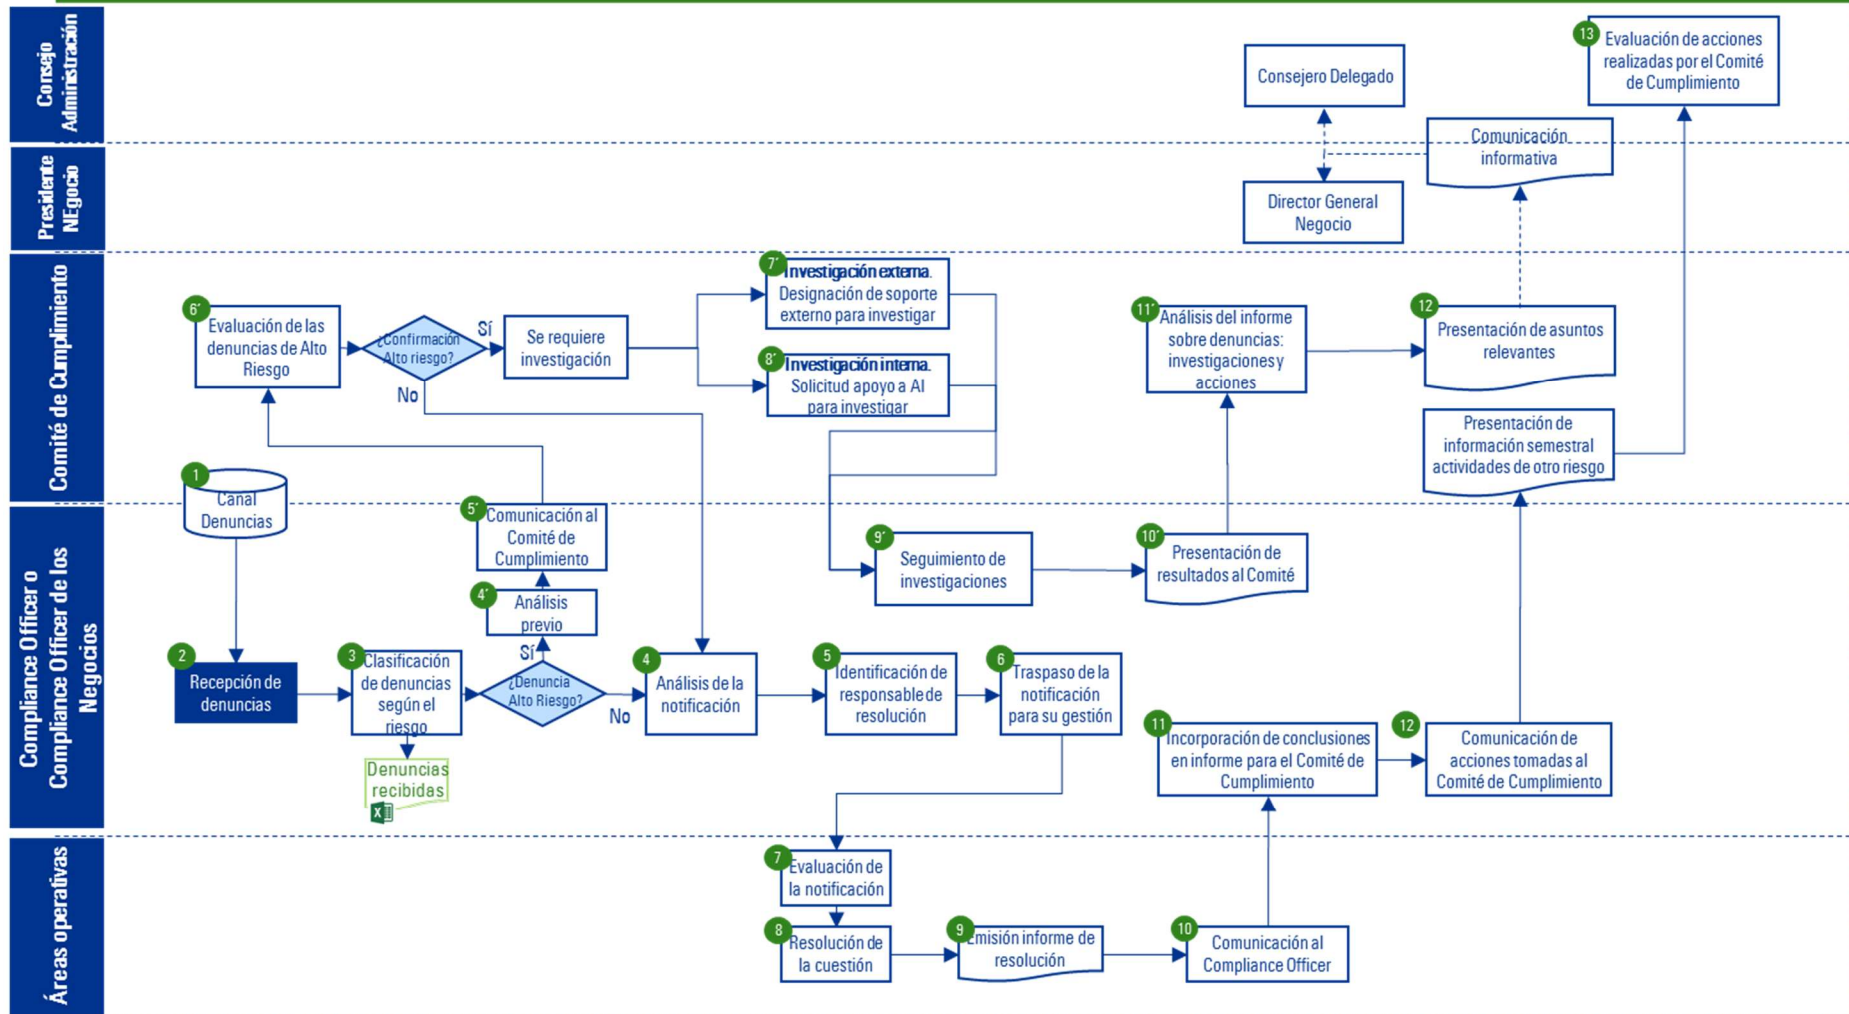 Consejo
Administración
13
Evaluación de acciones
realizadas por el Comité
de Cumplimiento
Consejero Delegado
Comunicación
informativa
Presidente
NEgocio
Director General
Negocio
Comité de Cumplimiento
6´
Evaluación de las
denuncias de Alto
Riesgo
¿Confirmación
Alto riesgo?
Sí
No
Se requiere
investigación
7´
Investigación externa.
Designación de soporte
externo para investigar
8´
Investigación interna.
Solicitud apoyo a AI
para investigar
11´
Análisis del informe
sobre denuncias:
investigaciones y
acciones
12
Presentación de asuntos
relevantes
Presentación de
información semestral
actividades de otro riesgo
1
Canal
Denuncias
Compliance Officer o
Compliance Officer de los
Negocios
5´
Comunicación al
Comité de
Cumplimiento
4´
Análisis
previo
9´
Seguimiento de
investigaciones
10´
Presentación de
resultados al Comité
2
Recepción de
denuncias
3
Clasificación
de denuncias
según el
riesgo
Sí
¿Denuncia
Alto Riesgo?
No
4
Análisis de la
notificación
5
Identificación de
responsable de
resolución
6
Traspaso de la
notificación
para su gestión
Denuncias
recibidas
X
11
Incorporación de conclusiones
en informe para el Comité de
Cumplimiento
12
Comunicación de
acciones tomadas al
Comité de Cumplimiento
Áreas operativas
7
Evaluación de
la notificación
8
Resolución de
la cuestión
9
Emisión informe de
resolución
10
Comunicación al
Compliance Officer